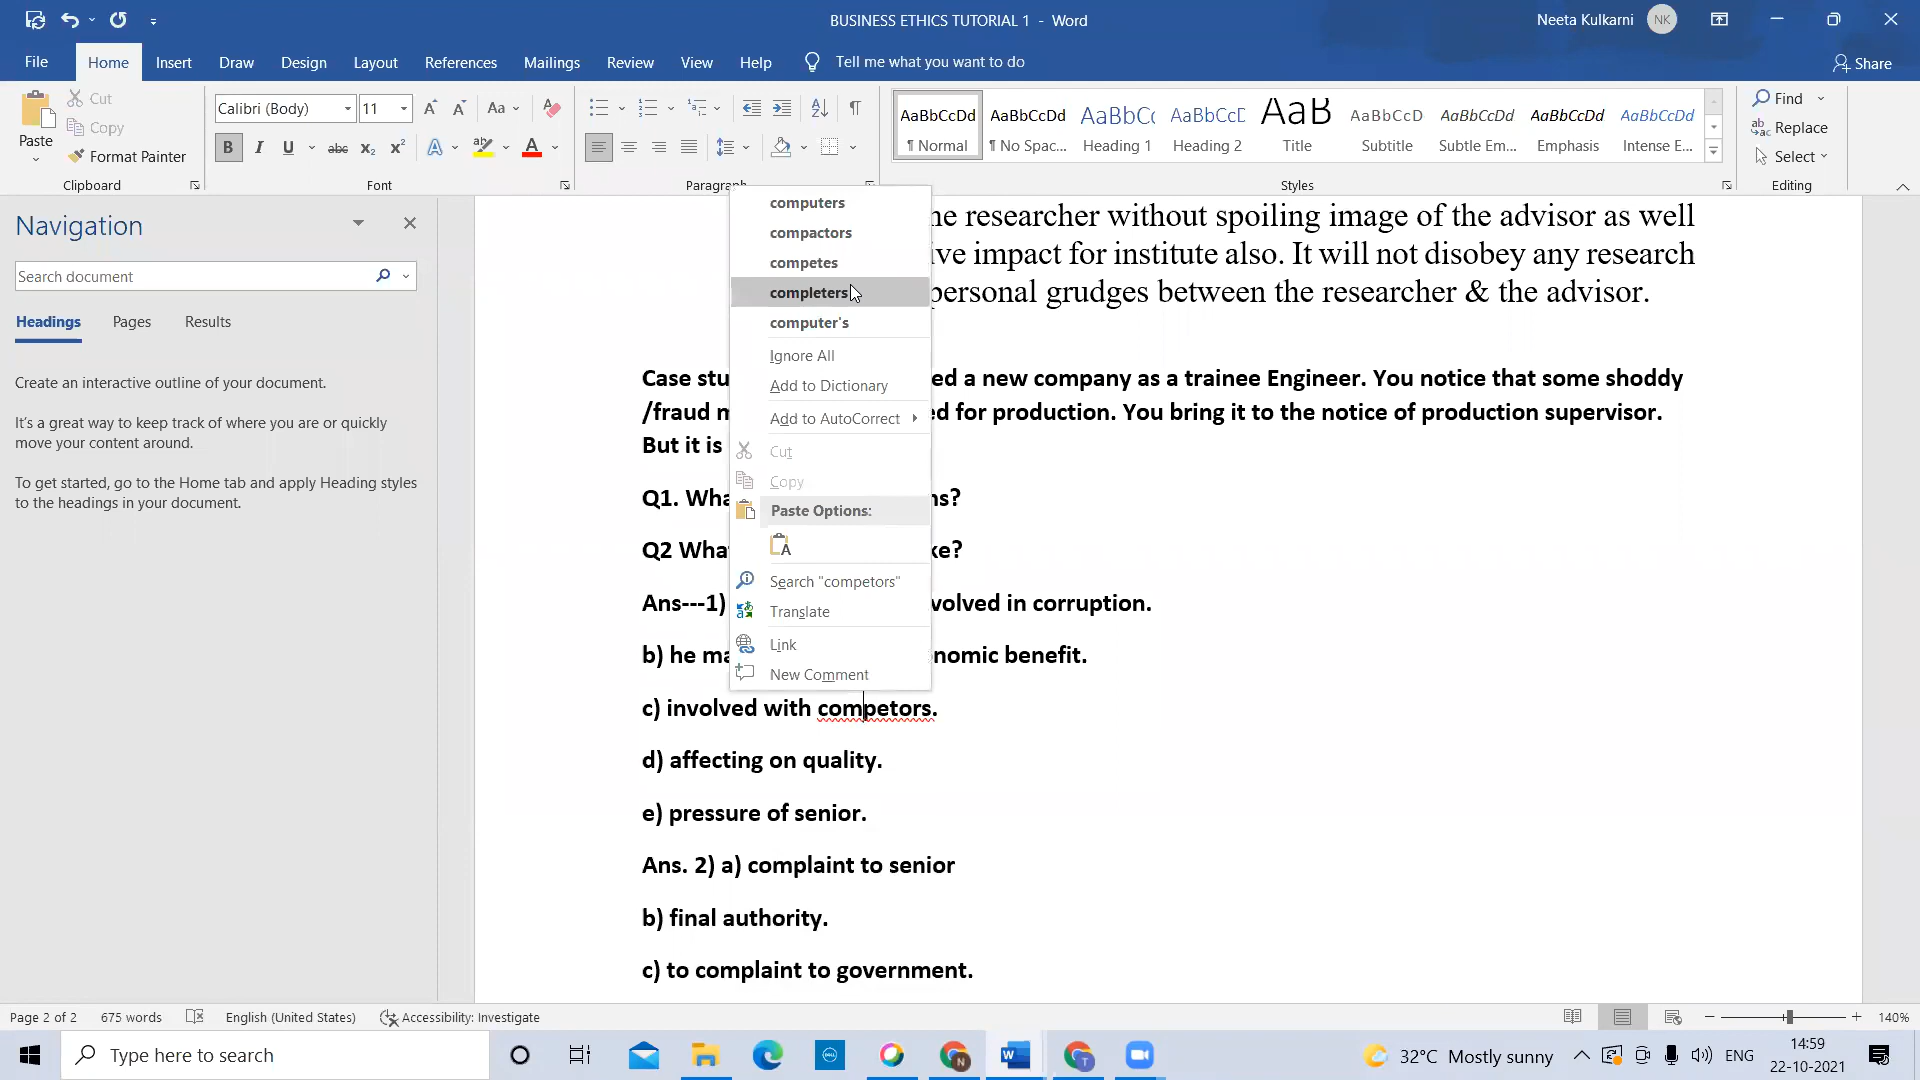 BUSINESS ETHICS TUTORIAL 1 - Word
Neeta Kulkarni NK
File Home Insert Draw Design Layout References Mailings Review View Help Tell me what you want to do Share
Paste
Cut
Copy
Format Painter
Clipboard
Calibri (Body) 11
Font
Paragraph
AaBbCcDd AaBbCcDd AaBbCc AaBbCcC AaB AaBbCcD AaBbCcDd AaBbCcDd AaBbCcDd
¶ Normal ¶ No Spac... Heading 1 Heading 2 Title Subtitle Subtle Em... Emphasis Intense E...
Styles
Find
Replace
Select
Editing
Navigation
Search document
Headings Pages Results
Create an interactive outline of your document.
It's a great way to keep track of where you are or quickly
move your content around.
To get started, go to the Home tab and apply Heading styles
to the headings in your document.
computers
compactors
competes
completers
computer's
Ignore All
Add to Dictionary
Add to AutoCorrect
Cut
Copy
Paste Options:
Search "competors"
Translate
Link
New Comment
he researcher without spoiling image of the advisor as well
ive impact for institute also. It will not disobey any research
personal grudges between the researcher & the advisor.
Case stu ed a new company as a trainee Engineer. You notice that some shoddy
/fraud m d for production. You bring it to the notice of production supervisor.
But it is
Q1. Wha ns?
Q2 What ke?
Ans---1) volved in corruption.
b) he ma nomic benefit.
c) involved with competors.
d) affecting on quality.
e) pressure of senior.
Ans. 2) a) complaint to senior
b) final authority.
c) to complaint to government.
Page 2 of 2 675 words English (United States) Accessibility: Investigate 140%
Type here to search
DELL
N
T
32°C Mostly sunny
ENG
14:59
22-10-2021